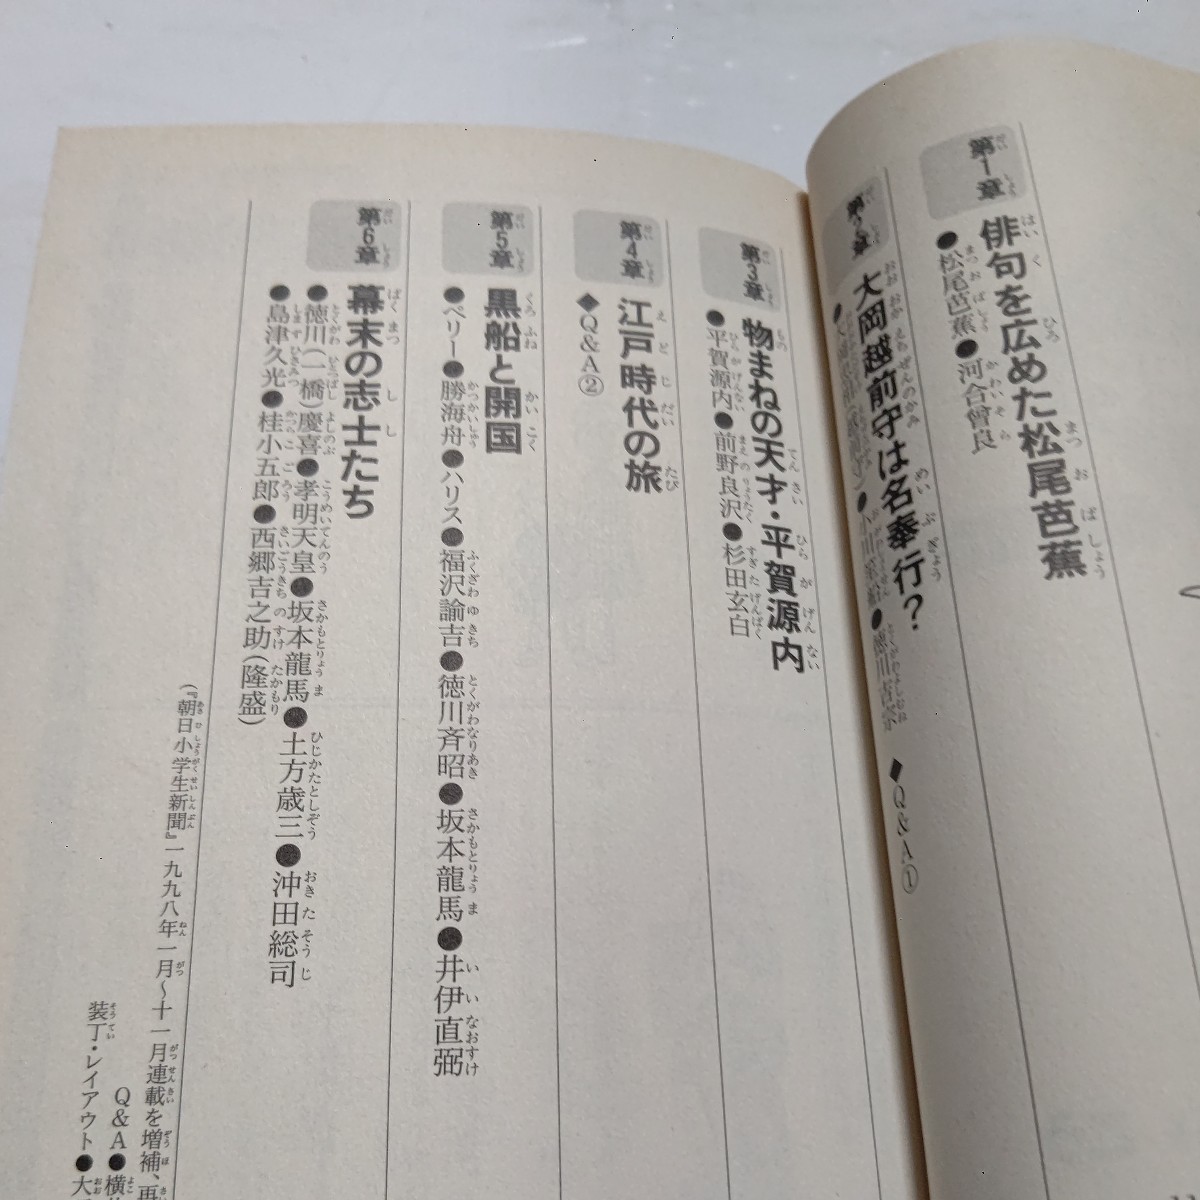 第1章
俳句を広めた松尾芭蕉
●松尾芭蕉●河合曾良
第2章
大岡越前守は名奉行?
◆Q&A①
第3章
物まねの天才・平賀源内
●平賀源内●前野良沢●杉田玄白
第4章
江戸時代の旅
◆Q&A②
第5章
黒船と開国
●ペリー●勝海舟●ハリス●福沢諭吉●徳川斉昭●坂本龍馬●井伊直弼
第6章
幕末の志士たち
●徳川(一橋)慶喜●孝明天皇●坂本龍馬●土方歳三●沖田総司
●島津久光●桂小五郎●西郷吉之助(隆盛)
(『朝日小学生新聞』一九九八年一月〜十一月連載を増補、再
Q&A●横
装丁・レイアウト●大